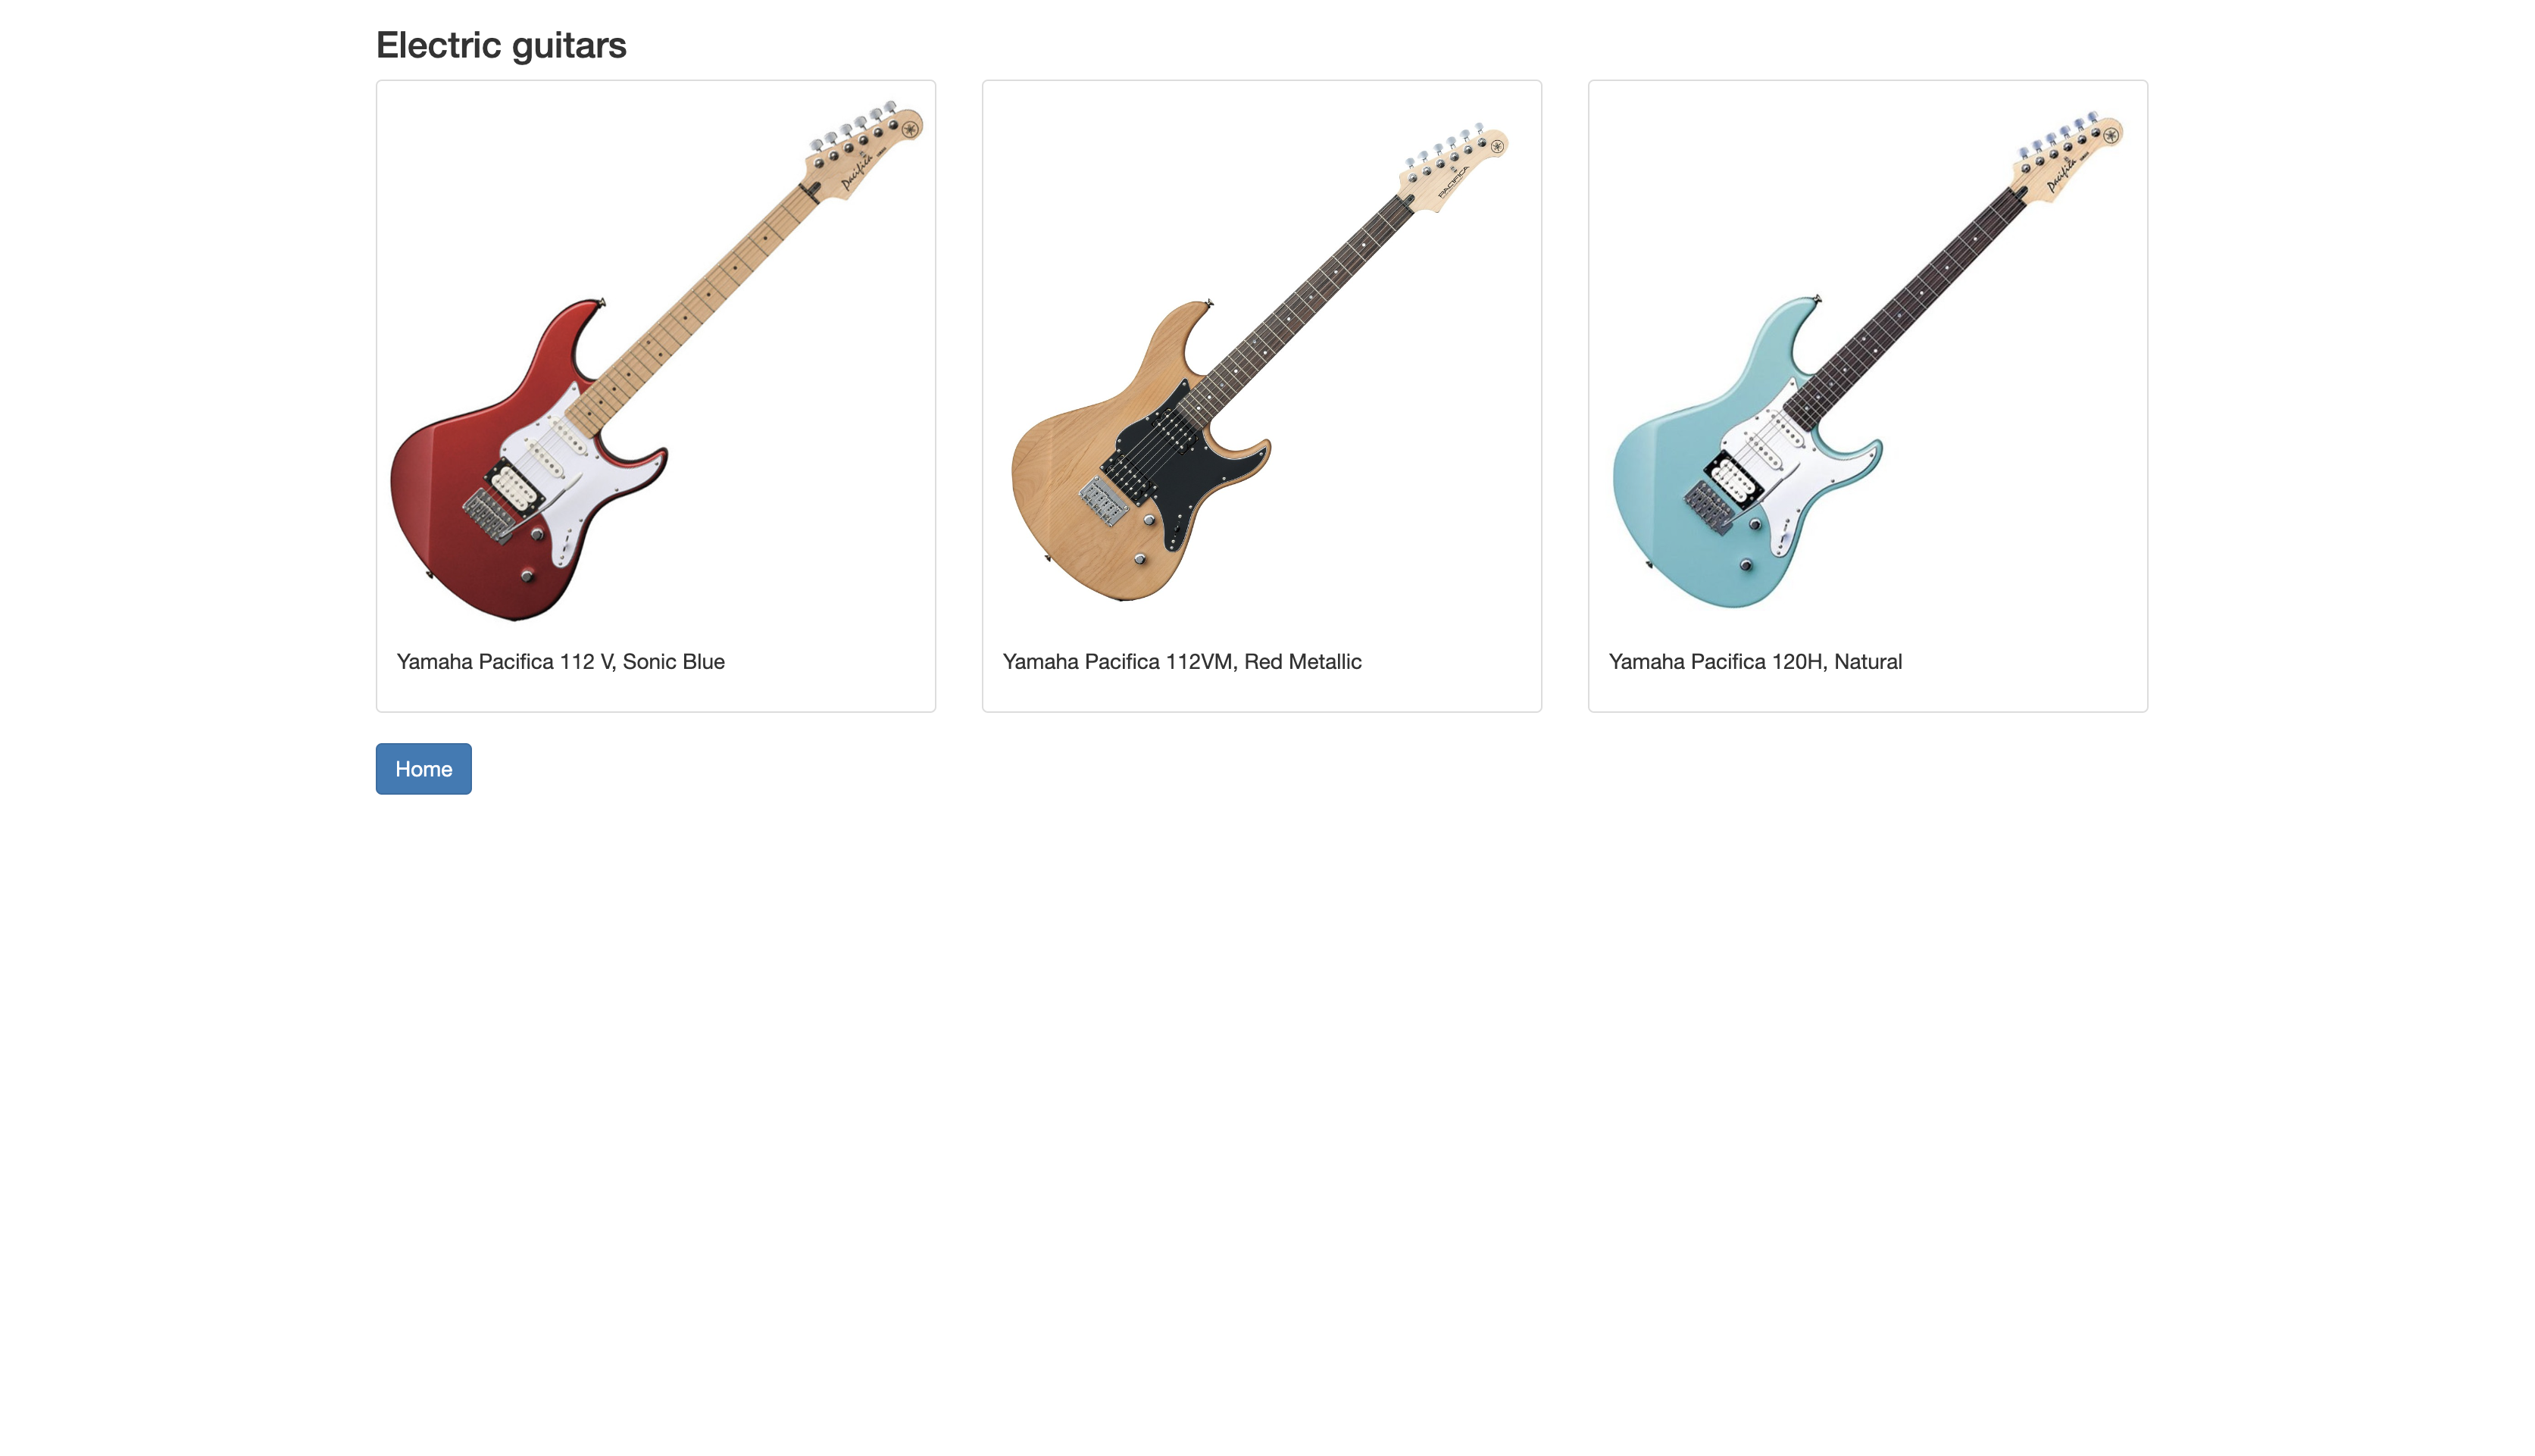 Electric guitars
Pacifica
PACIFICA
Pacifica
Yamaha Pacifica 112 V, Sonic Blue
Yamaha Pacifica 112VM, Red Metallic
Yamaha Pacifica 120H, Natural
Home